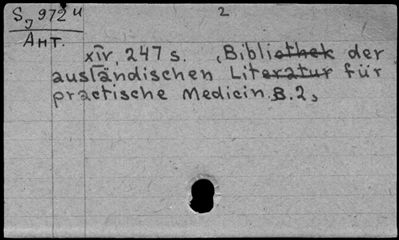 S, 972 u 2
Ант.
XIV, 247 s. (Bibliothek der
ausländischen Literatur für
practische Medicin B.2,